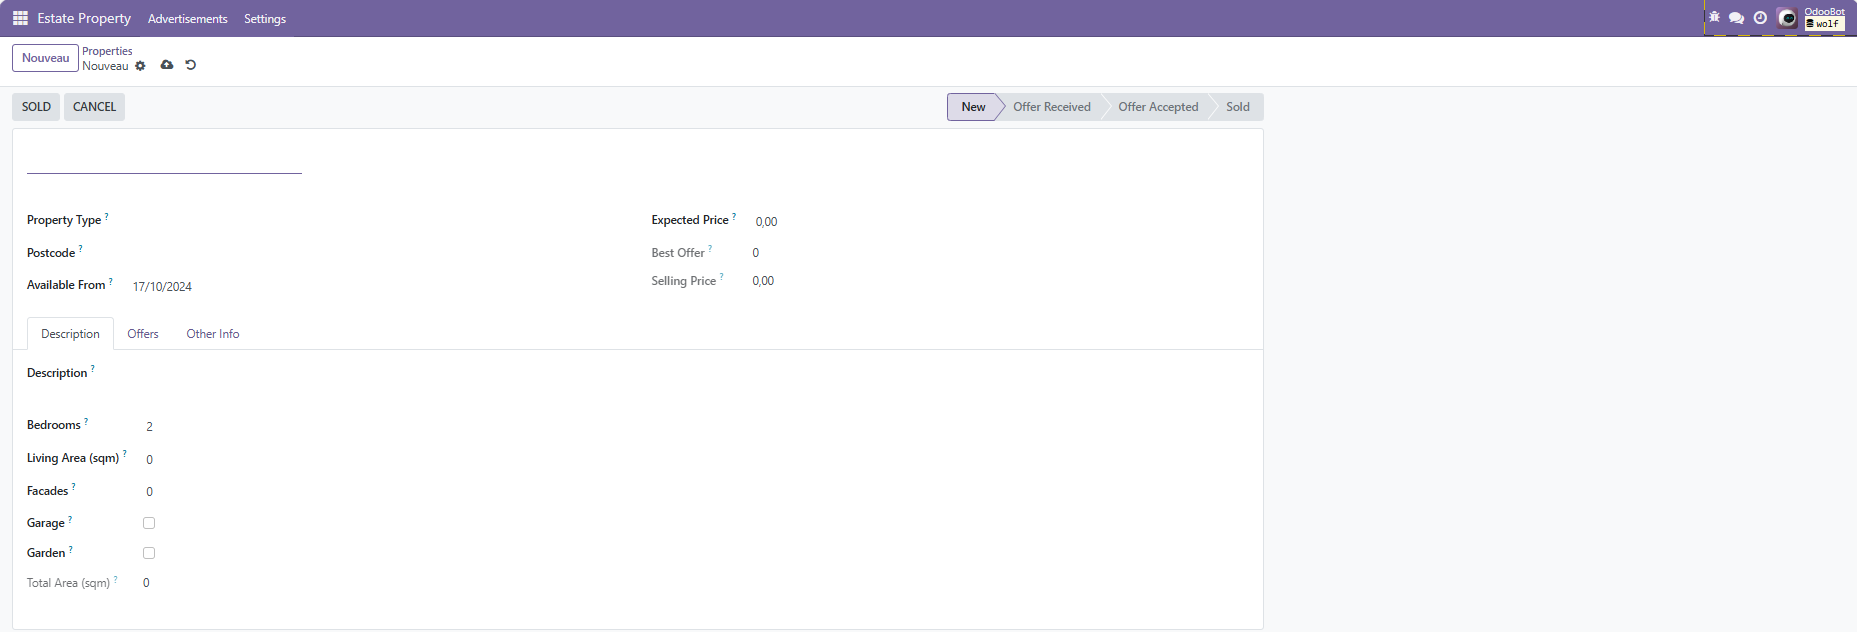 Estate Property Advertisements Settings
OdooBot
wolf
Nouveau
Properties
Nouveau
SOLD CANCEL
New Offer Received Offer Accepted Sold
Property Type ?
Expected Price ? 0,00
Postcode ?
Best Offer ? 0
Available From ? 17/10/2024
Selling Price ? 0,00
Description Offers Other Info
Description ?
Bedrooms ? 2
Living Area (sqm) ? 0
Facades ? 0
Garage ?
Garden ?
Total Area (sqm) ? 0